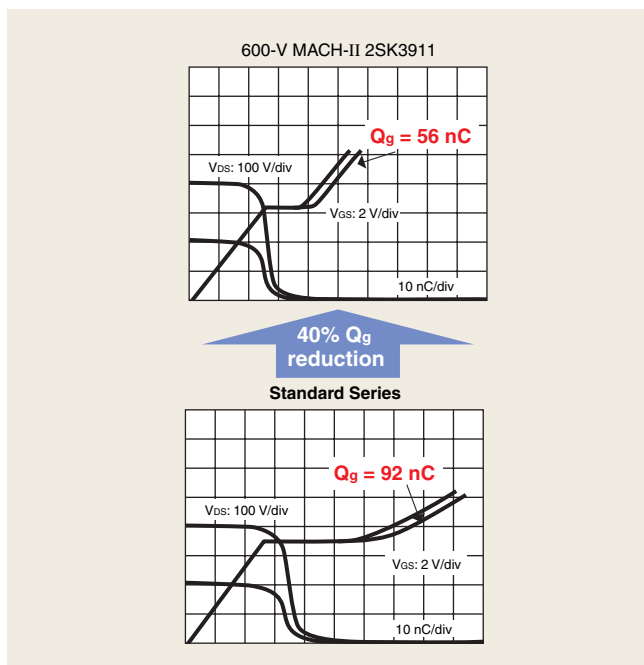 600-V MACH-II 2SK3911
Qg = 56 nC
VDS: 100 V/div
VGS: 2 V/div
10 nC/div
40% Qg
reduction
Standard Series
Qg = 92 nC
VDS: 100 V/div
VGS: 2 V/div
10 nC/div